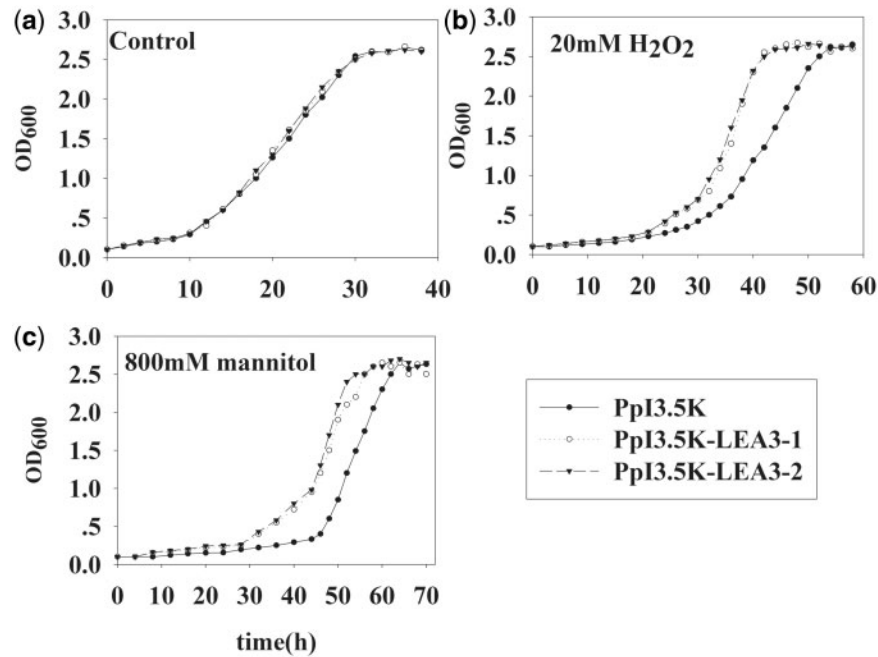 (a)
Control
OD600
3.0
2.5
2.0
1.5
1.0
.5
0.0
0 10 20 30 40
(b)
20mM H2O2
OD600
3.0
2.5
2.0
1.5
1.0
.5
0.0
0 10 20 30 40 50 60
(c)
800mM mannitol
OD600
3.0
2.5
2.0
1.5
1.0
.5
0.0
0 10 20 30 40 50 60 70
time(h)
PpI3.5K
PpI3.5K-LEA3-1
PpI3.5K-LEA3-2